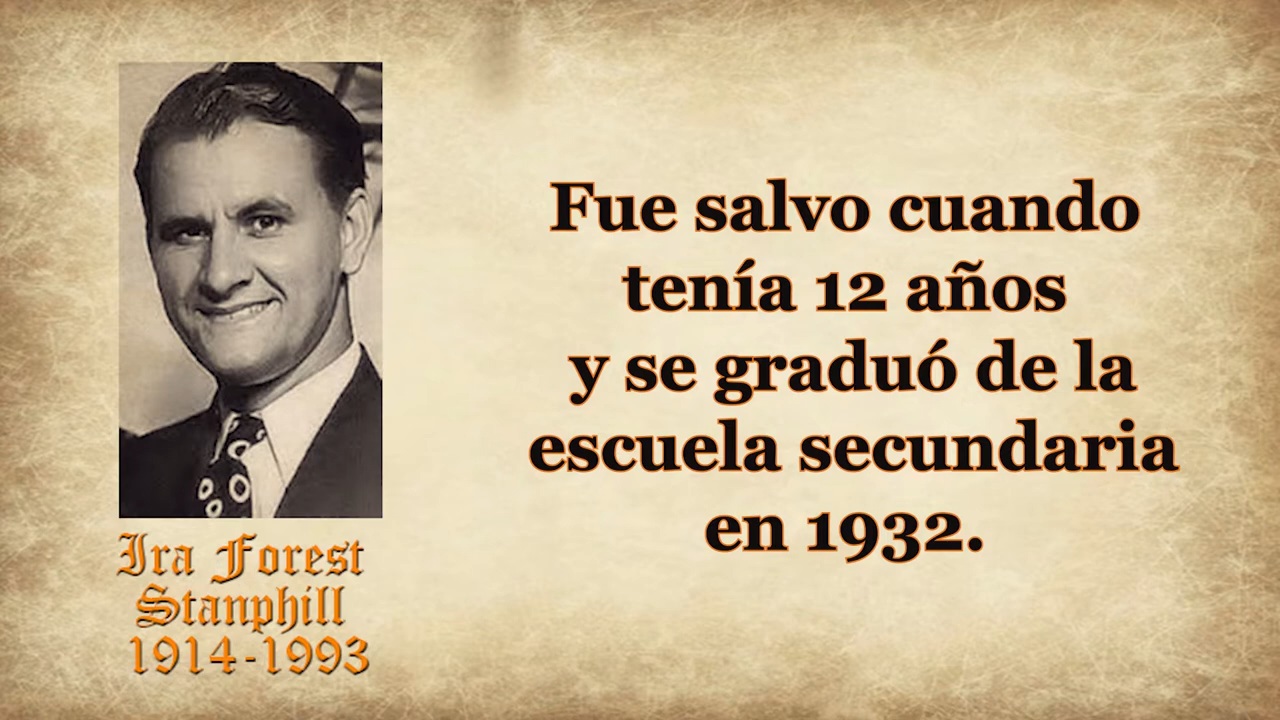 Fue salvo cuando
tenía 12 años
y se graduó de la
escuela secundaria
en 1932.
Ira Forest
Stanphill
1914-1993